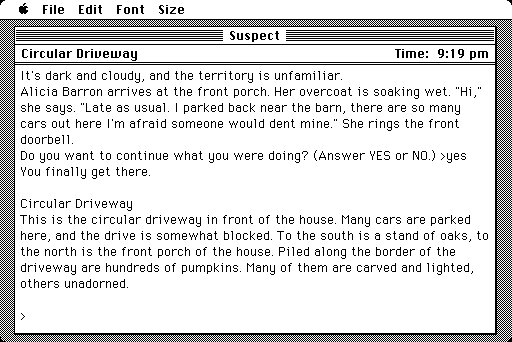 File Edit Font Size
Suspect
Circular Driveway Time: 9:19 pm
It's dark and cloudy, and the territory is unfamiliar.
Alicia Barron arrives at the front porch. Her overcoat is soaking wet. "Hi,"
she says. "Late as usual. I parked back near the barn, there are so many
cars out here I'm afraid someone would dent mine." She rings the front
doorbell.
Do you want to continue what you were doing? (Answer YES or NO.) >yes
You finally get there.
Circular Driveway
This is the circular driveway in front of the house. Many cars are parked
here, and the drive is somewhat blocked. To the south is a stand of oaks, to
the north is the front porch of the house. Piled along the border of the
driveway are hundreds of pumpkins. Many of them are carved and lighted,
others unadorned.
>